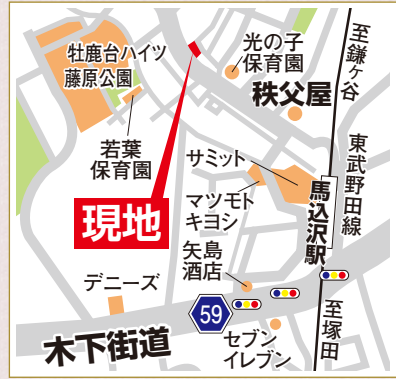 牡鹿台ハイツ
藤原公園
光の子
保育園
至鎌ヶ谷
秩父屋
若葉
保育園
サミット
東武野田線
マツモト
キヨシ
馬込沢駅
現地
矢島
酒店
デニーズ
59
至塚田
木下街道
セブン
イレブン